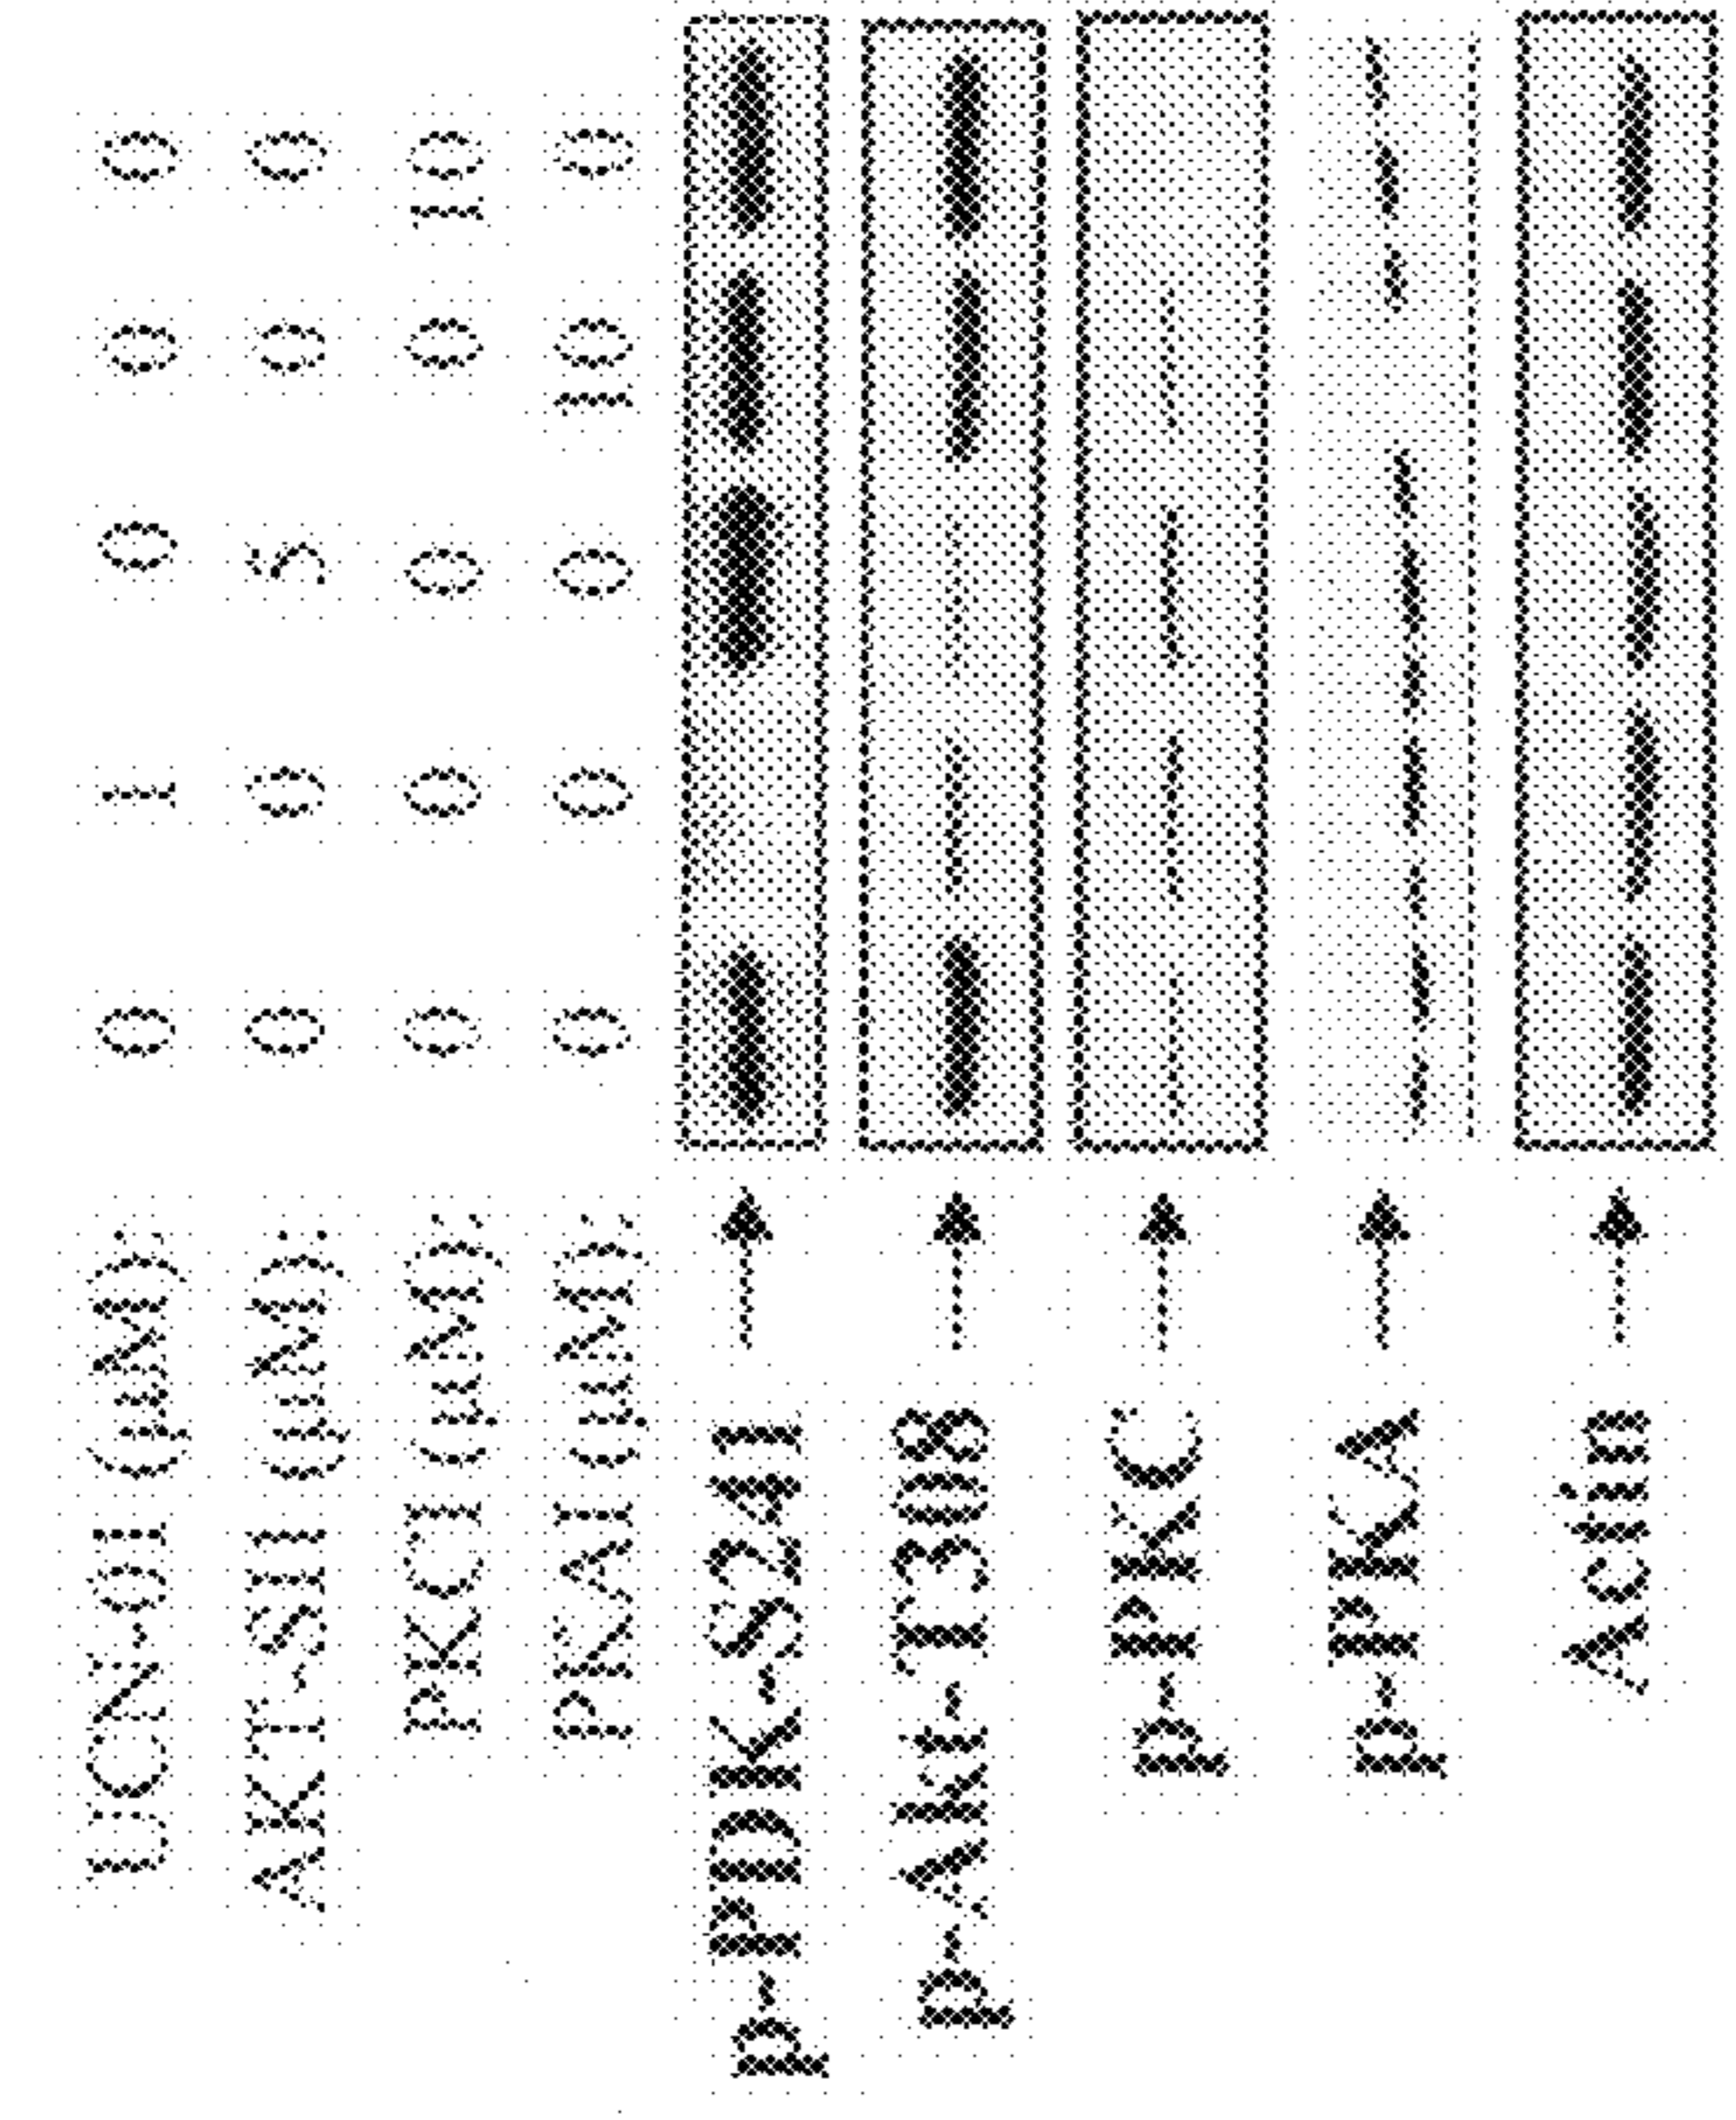 UCN-01 (μM): 0 1 0 0 0
AKT-SI1 (μM): 0 0 5 0 0
PKCI (μM): 0 0 0 0 10
PKAI (μM): 0 0 0 10 0
p-PDK-S241
p-Akt-T308
p-PKC
p-PKA
Actin